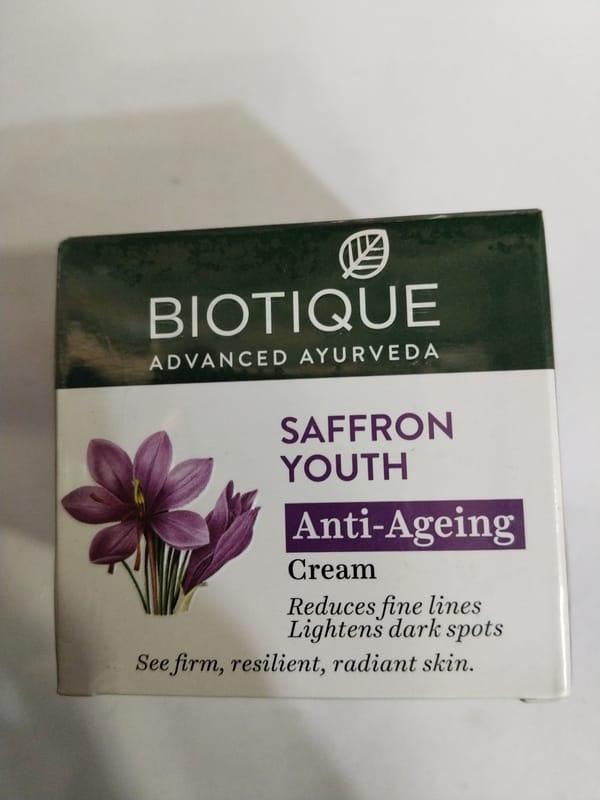 BIOTIQUE
ADVANCED AYURVEDA
SAFFRON
YOUTH
Anti-Ageing
Cream
Reduces fine lines
Lightens dark spots
See firm, resilient, radiant skin.